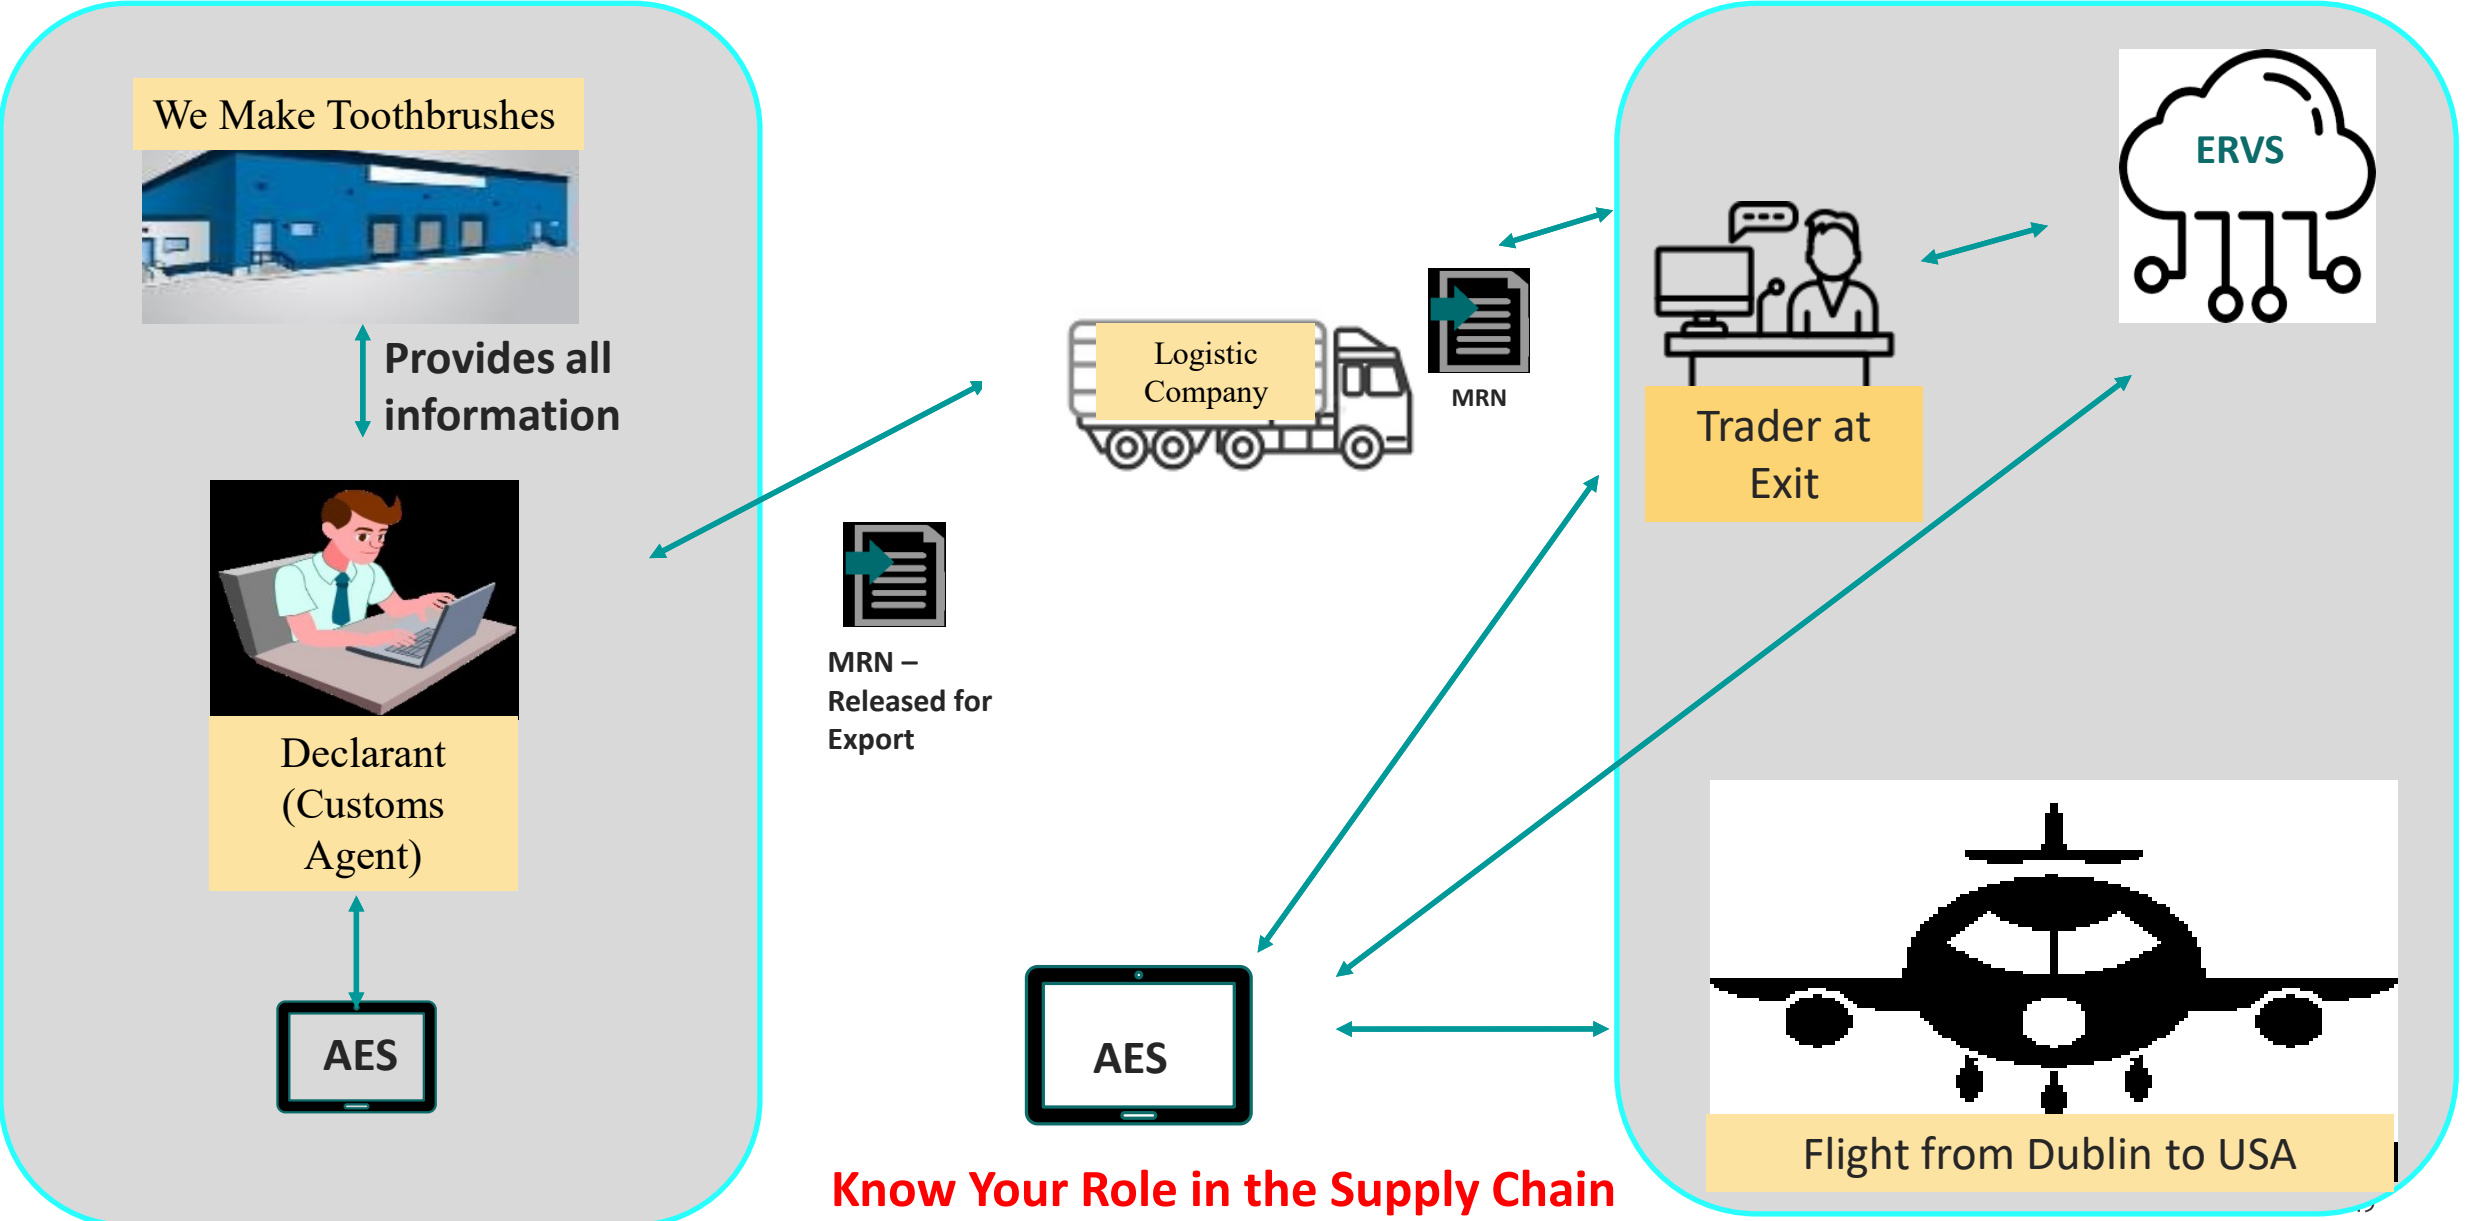 We Make Toothbrushes
Provides all
information
Declarant
(Customs
Agent)
AES
Logistic
Company
MRN
MRN –
Released for
Export
AES
Know Your Role in the Supply Chain
ERVS
Trader at
Exit
Flight from Dublin to USA